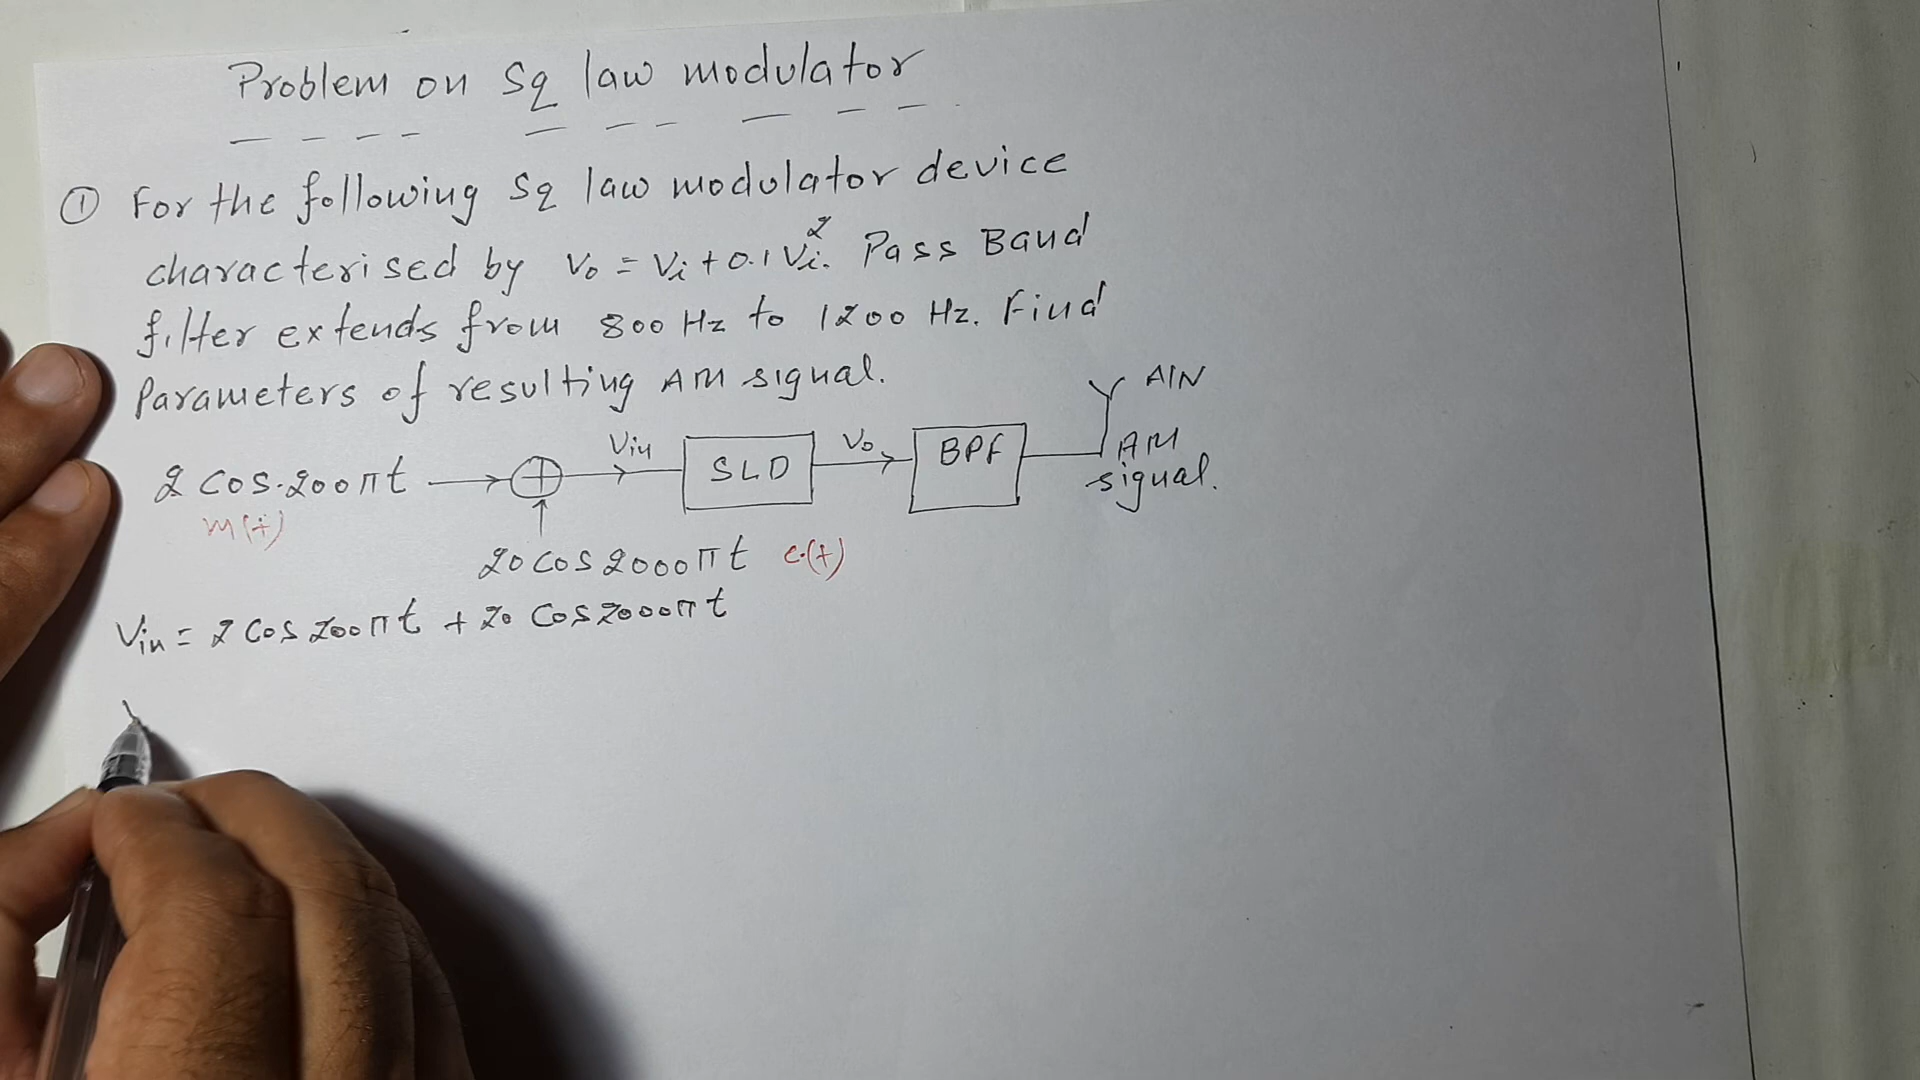 Problem on Sq law modulator
① For the following Sq law modulator device
characterised by V₀ = Vᵢ + 0.1 Vᵢ². Pass Band
filter extends from 800 Hz to 1200 Hz. Find
Parameters of resulting AM signal.
2 cos.200πt Vin SLD V₀ BPF AIN
AM
signal.
m(t)
20 cos 2000πt c(t)
Vin = 2 Cos 200πt + 20 Cos 2000πt